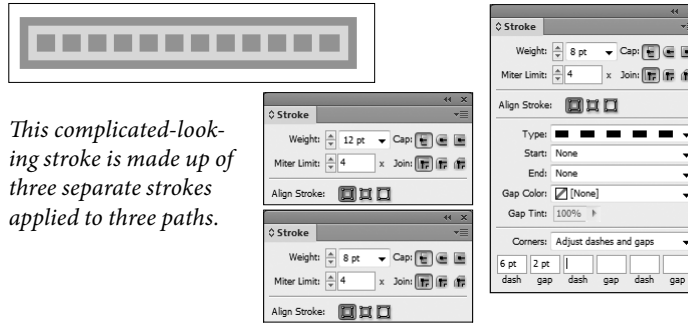 This complicated-look-
ing stroke is made up of
three separate strokes
applied to three paths.
Stroke
Weight: 12 pt Cap:
Miter Limit: 4 x Join:
Align Stroke:
Stroke
Weight: 8 pt Cap:
Miter Limit: 4 x Join:
Align Stroke:
Stroke
Weight: 8 pt Cap:
Miter Limit: 4 x Join:
Align Stroke:
Type:
Start: None
End: None
Gap Color: [None]
Gap Tint: 100%
Corners: Adjust dashes and gaps
6 pt 2 pt
dash gap dash gap dash gap